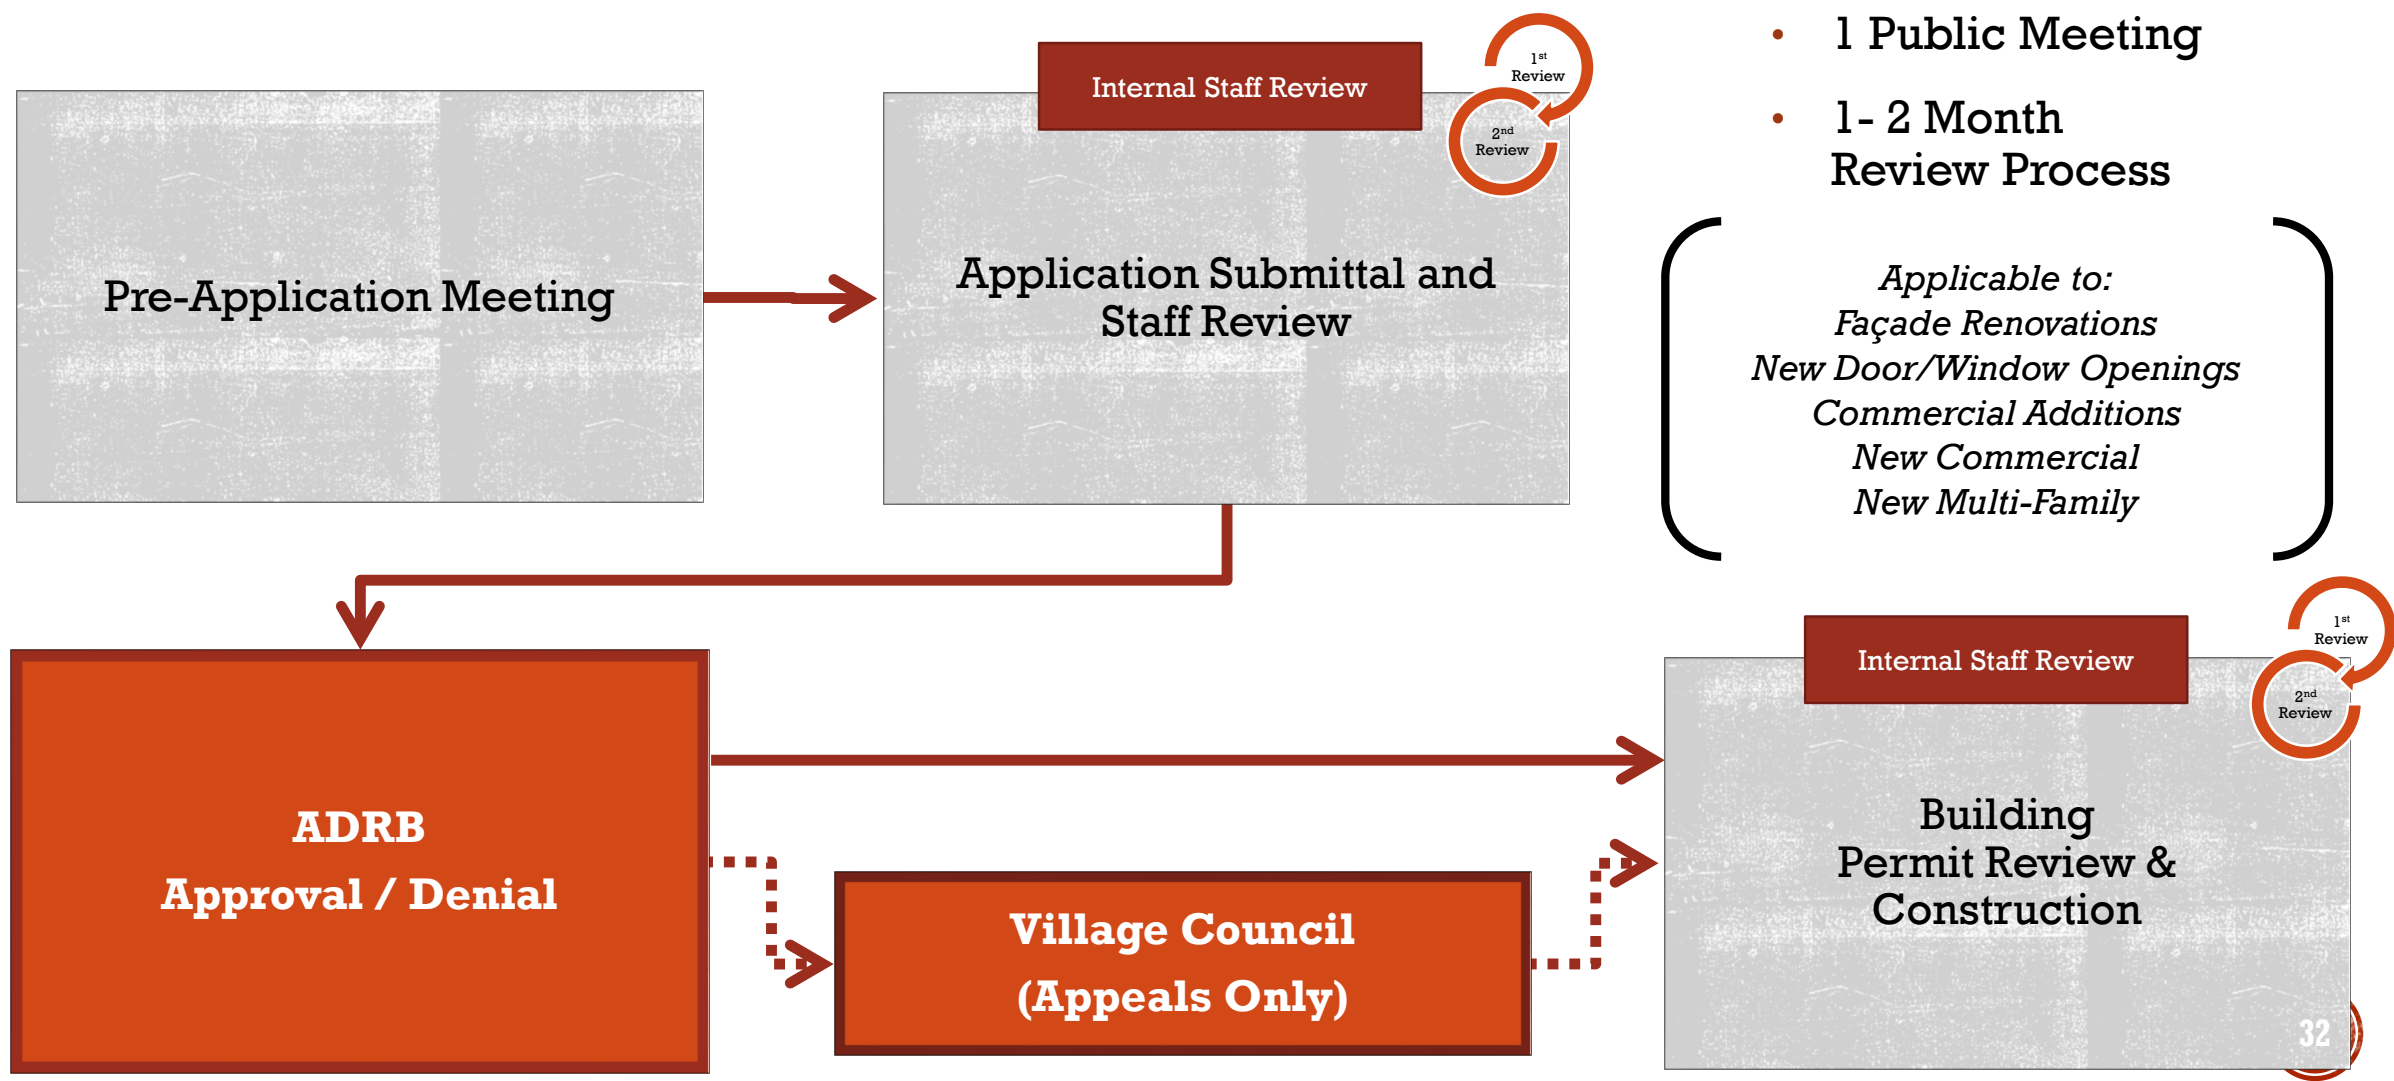 Pre-Application Meeting
Internal Staff Review
1st
Review
2nd
Review
Application Submittal and
Staff Review
• 1 Public Meeting
• 1- 2 Month
Review Process
Applicable to:
Façade Renovations
New Door/Window Openings
Commercial Additions
New Commercial
New Multi-Family
ADRB
Approval / Denial
Village Council
(Appeals Only)
Internal Staff Review
1st
Review
2nd
Review
Building
Permit Review &
Construction
32